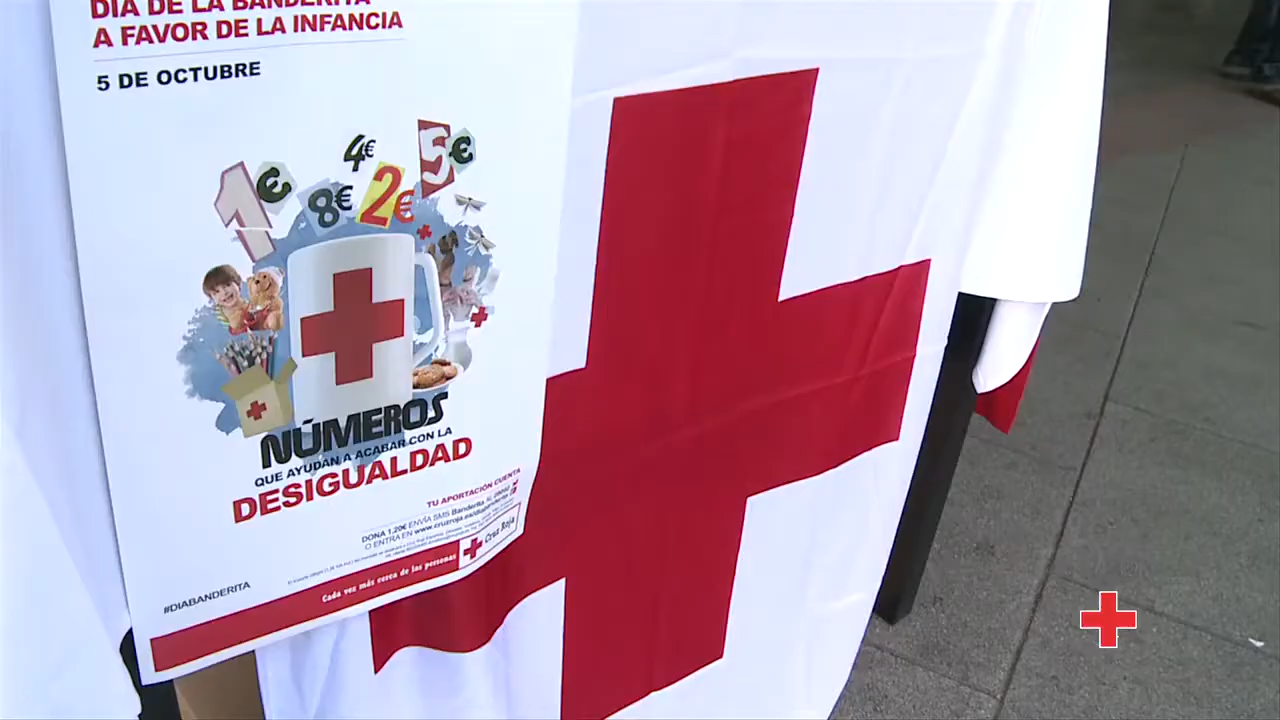 DIA DE LA BANDERITA
A FAVOR DE LA INFANCIA
5 DE OCTUBRE
1€
8€
4€
2€
5€
NÚMEROS
QUE AYUDAN A ACABAR CON LA
DESIGUALDAD
TU APORTACIÓN CUENTA
DONA 1,20€ ENVÍA SMS Banderita AL 28092
O ENTRA EN www.cruzroja.es/diabanderita
Cruz Roja
Cada vez más cerca de las personas
#DIABANDERITA